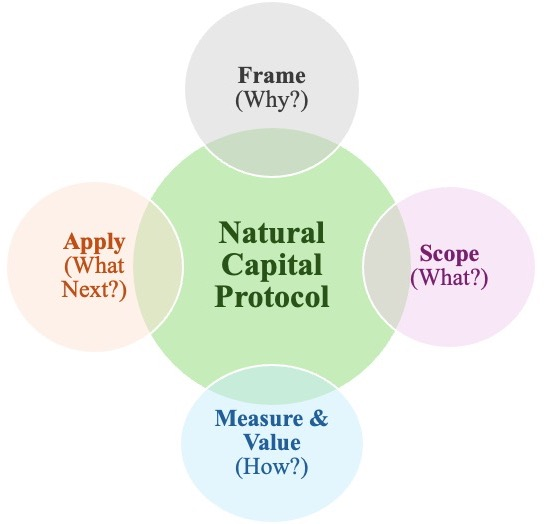 Frame
(Why?)
Natural
Capital
Protocol
Apply
(What
Next?)
Scope
(What?)
Measure &
Value
(How?)